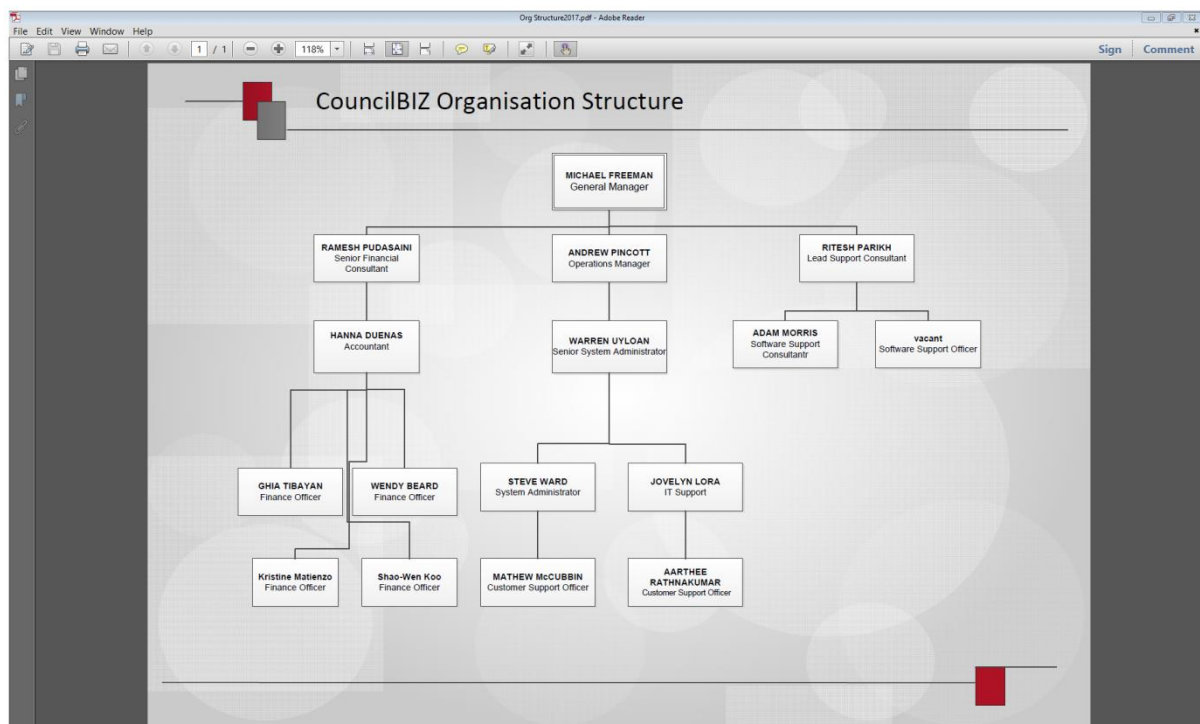 Org Structure2017.pdf - Adobe Reader
File Edit View Window Help
1 / 1
118%
Sign
Comment
CouncilBIZ Organisation Structure
MICHAEL FREEMAN
General Manager
RAMESH PUDASAINI
Senior Financial
Consultant
ANDREW PINCOTT
Operations Manager
RITESH PARIKH
Lead Support Consultant
HANNA DUENAS
Accountant
WARREN UYLOAN
Senior System Administrator
ADAM MORRIS
Software Support
Consultantr
vacant
Software Support Officer
GHIA TIBAYAN
Finance Officer
WENDY BEARD
Finance Officer
STEVE WARD
System Administrator
JOVELYN LORA
IT Support
Kristine Matienzo
Finance Officer
Shao-Wen Koo
Finance Officer
MATHEW McCUBBIN
Customer Support Officer
AARTHEE
RATHNAKUMAR
Customer Support Officer